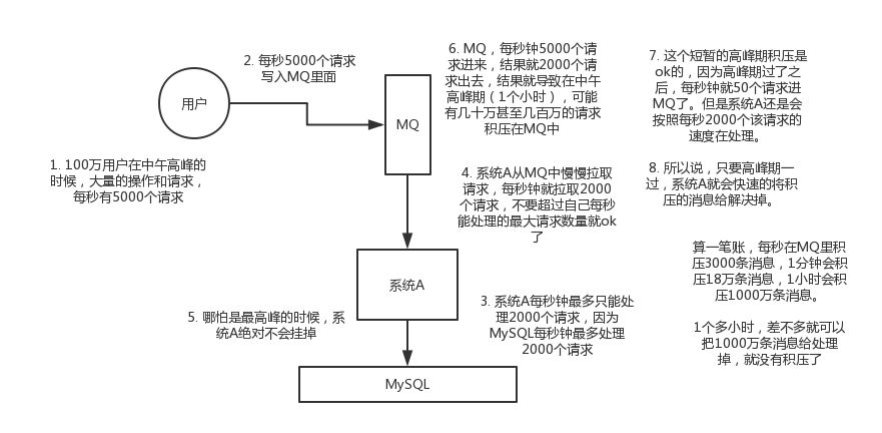 用户
1. 100万用户在中午高峰的
时候，大量的操作和请求，
每秒有5000个请求
2. 每秒5000个请求
写入MQ里面
MQ
6. MQ，每秒钟5000个请
求进来，结果就2000个请
求出去，结果就导致在中午
高峰期（1个小时），可能
有几十万甚至几百万的请求
积压在MQ中
4. 系统A从MQ中慢慢拉取
请求，每秒钟就拉取2000
个请求，不要超过自己每秒
能处理的最大请求数量就ok
了
系统A
5. 哪怕是最高峰的时候，系
统A绝对不会挂掉
3. 系统A每秒钟最多只能处
理2000个请求，因为
MySQL每秒钟最多处理
2000个请求
MySQL
7. 这个短暂的高峰期积压是
ok的，因为高峰期过了之
后，每秒钟就50个请求进
MQ了。但是系统A还是会
按照每秒2000个该请求的
速度在处理。
8. 所以说，只要高峰期一
过，系统A就会快速的将积
压的消息给解决掉。
算一笔账，每秒在MQ里积
压3000条消息，1分钟会积
压18万条消息，1小时会积
压1000万条消息。
1个多小时，差不多就可以
把1000万条消息给处理
掉，就没有积压了